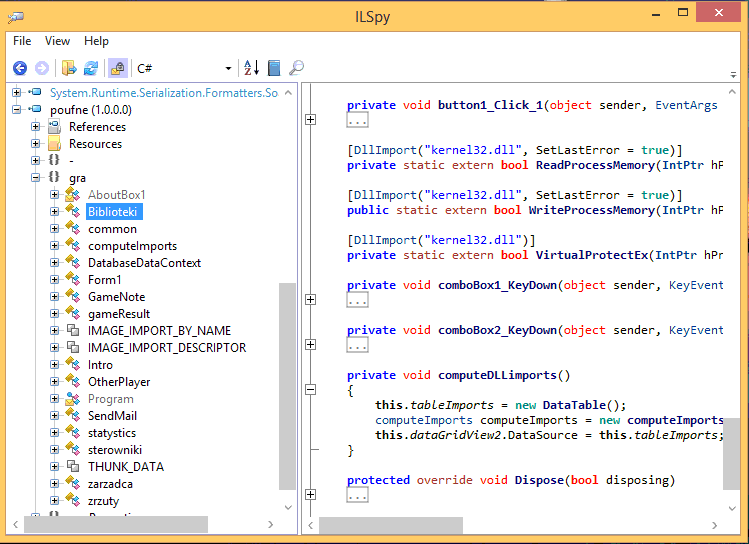 ILSpy
File View Help
C#
System.Runtime.Serialization.Formatters.So
poufne (1.0.0.0)
References
Resources
{} -
{} gra
AboutBox1
Biblioteki
common
computeImports
DatabaseDataContext
Form1
GameNote
gameResult
IMAGE_IMPORT_BY_NAME
IMAGE_IMPORT_DESCRIPTOR
Intro
OtherPlayer
Program
SendMail
statystics
sterowniki
THUNK_DATA
zarzadca
zrzuty
private void button1_Click_1(object sender, EventArgs
...
[DllImport("kernel32.dll", SetLastError = true)]
private static extern bool ReadProcessMemory(IntPtr hP
[DllImport("kernel32.dll", SetLastError = true)]
public static extern bool WriteProcessMemory(IntPtr hP
[DllImport("kernel32.dll")]
private static extern bool VirtualProtectEx(IntPtr hPr
private void comboBox1_KeyDown(object sender, KeyEvent
...
private void comboBox2_KeyDown(object sender, KeyEvent
...
private void computeDLLimports()
{
this.tableImports = new DataTable();
computeImports computeImports = new computeImports
this.dataGridView2.DataSource = this.tableImports;
}
protected override void Dispose(bool disposing)
...